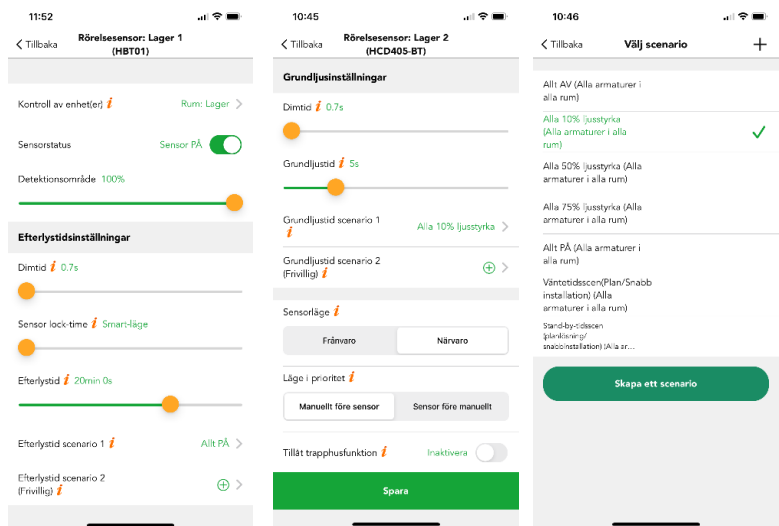 11:52
Tillbaka
Rörelsesensor: Lager 1
(HBT01)
Kontroll av enhet(er) i
Rum: Lager
Sensorstatus
Sensor PÅ
Detektionsområde 100%
Efterlystidsinställningar
Dimtid i 0.7s
Sensor lock-time i Smart-läge
Efterlystid i 20min 0s
Efterlystid scenario 1 i
Allt PÅ
Efterlystid scenario 2
(Frivillig) i
10:45
Tillbaka
Rörelsesensor: Lager 2
(HCD405-BT)
Grundljusinställningar
Dimtid i 0.7s
Grundljustid i 5s
Grundljustid scenario 1
i
Alla 10% ljusstyrka
Grundljustid scenario 2
(Frivillig) i
Sensorläge i
Frånvaro
Närvaro
Läge i prioritet i
Manuellt före sensor
Sensor före manuellt
Tillåt trapphusfunktion i
Inaktivera
Spara
10:46
Tillbaka
Välj scenario
Allt AV (Alla armaturer i
alla rum)
Alla 10% ljusstyrka
(Alla armaturer i alla
rum)
Alla 50% ljusstyrka (Alla
armaturer i alla rum)
Alla 75% ljusstyrka (Alla
armaturer i alla rum)
Allt PÅ (Alla armaturer i
alla rum)
Väntetidsscen(Plan/Snabb
installation) (Alla
armaturer i alla rum)
Stand-by-tidsscen
(planlösning/
snabbinstallation) (Alla ar...
Skapa ett scenario